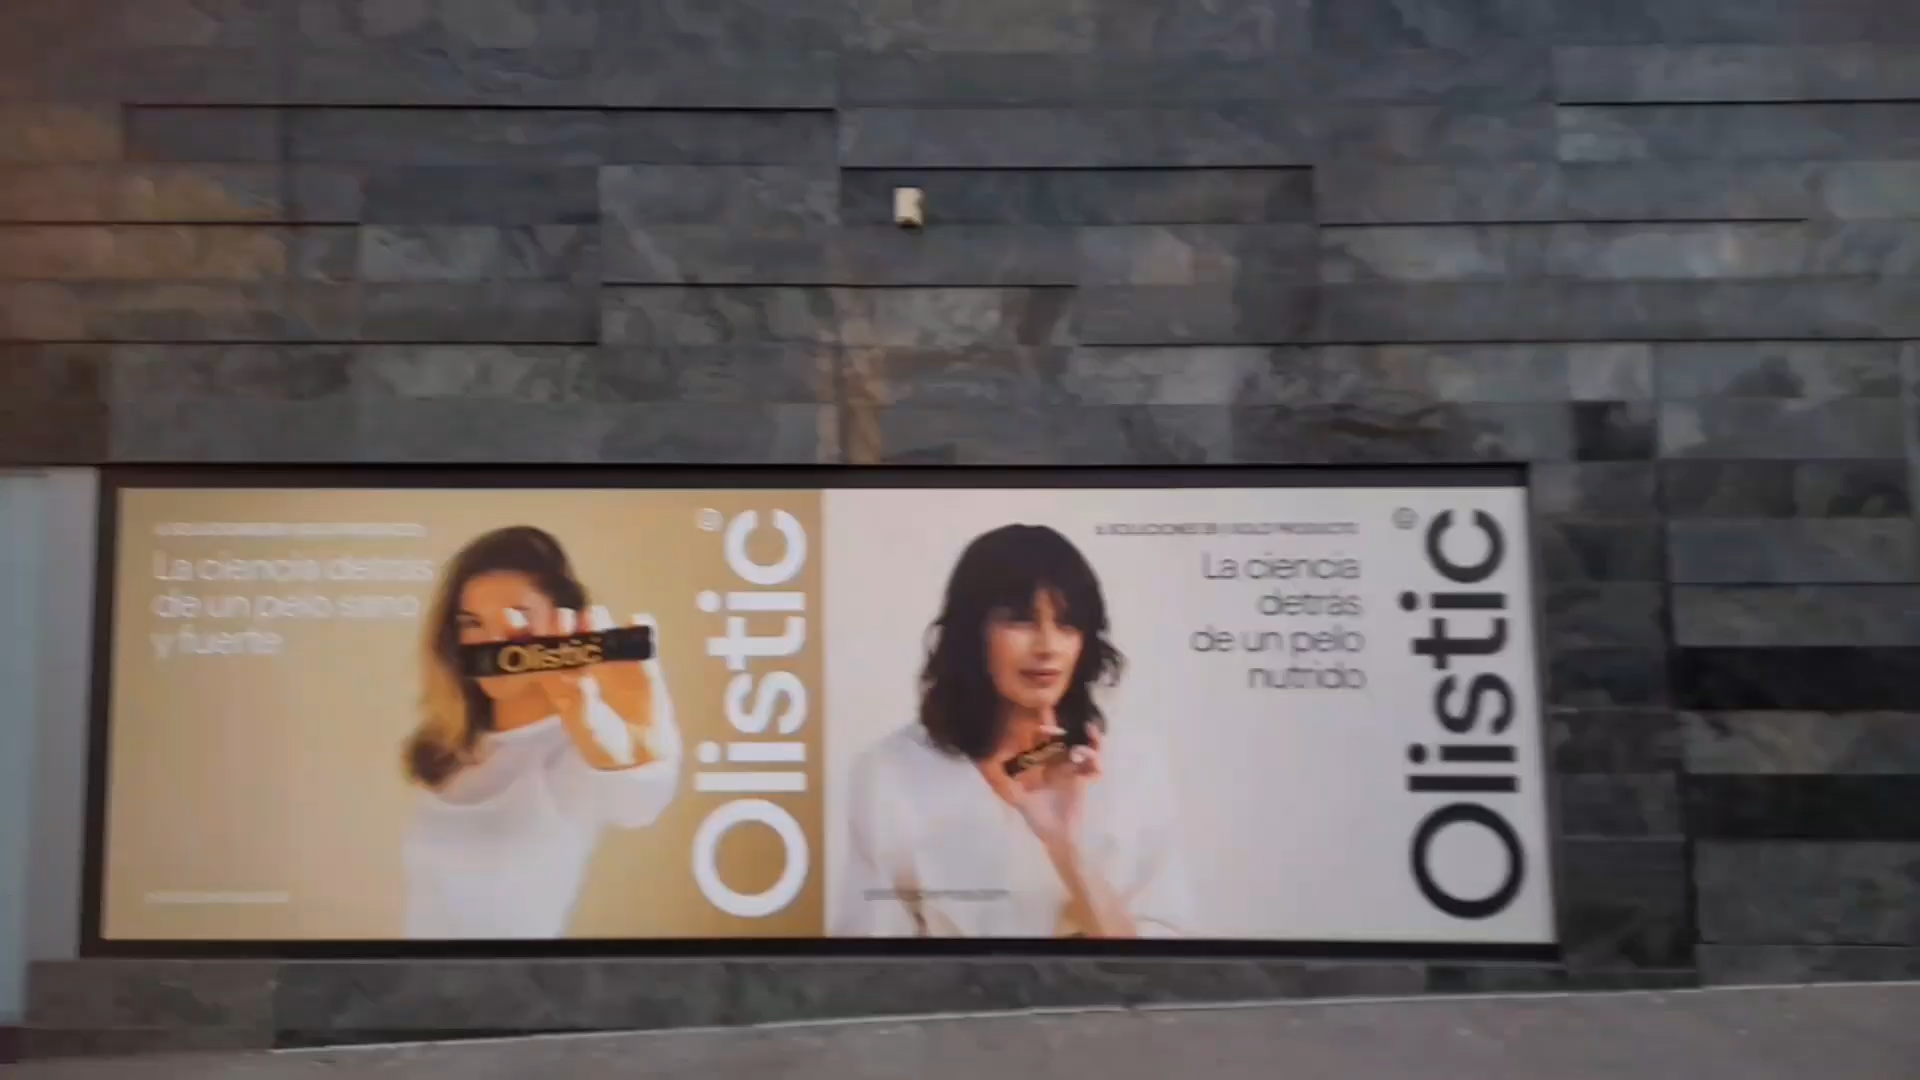 La ciencia detrás
de un pelo sano
y fuerte
Olistic
Olistic
La ciencia
detrás
de un pelo
nutrido
Olistic